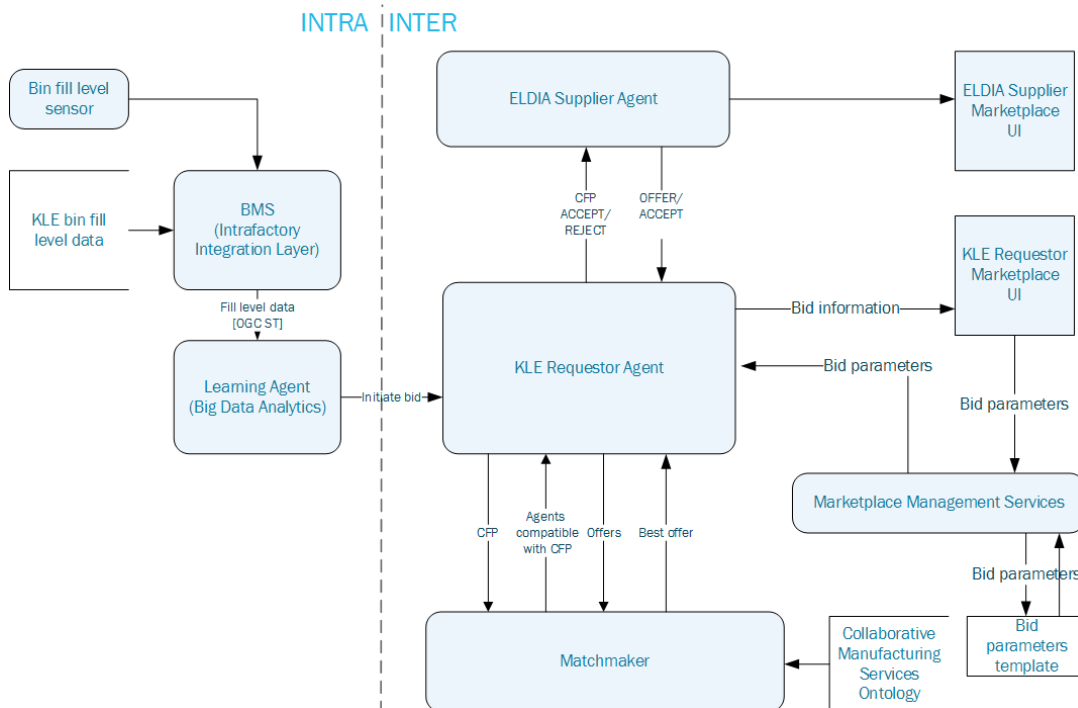 INTRA
INTER
Bin fill level
sensor
ELDIA Supplier Agent
ELDIA Supplier
Marketplace
UI
KLE bin fill
level data
BMS
(Intrafactory
Integration Layer)
CFP
ACCEPT/
REJECT
OFFER/
ACCEPT
KLE Requestor
Marketplace
UI
Fill level data
[OGC ST]
Bid information
Learning Agent
(Big Data Analytics)
Initiate bid
KLE Requestor Agent
Bid parameters
Bid parameters
Marketplace Management Services
CFP
Agents
compatible
with CFP
Offers
Best offer
Bid parameters
Matchmaker
Collaborative
Manufacturing
Services
Ontology
Bid
parameters
template